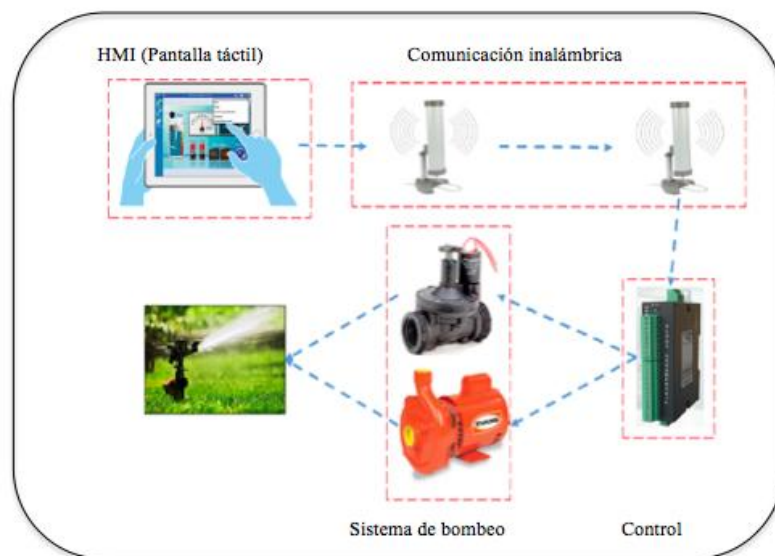 HMI (Pantalla táctil)
Comunicación inalámbrica
Sistema de bombeo
Control